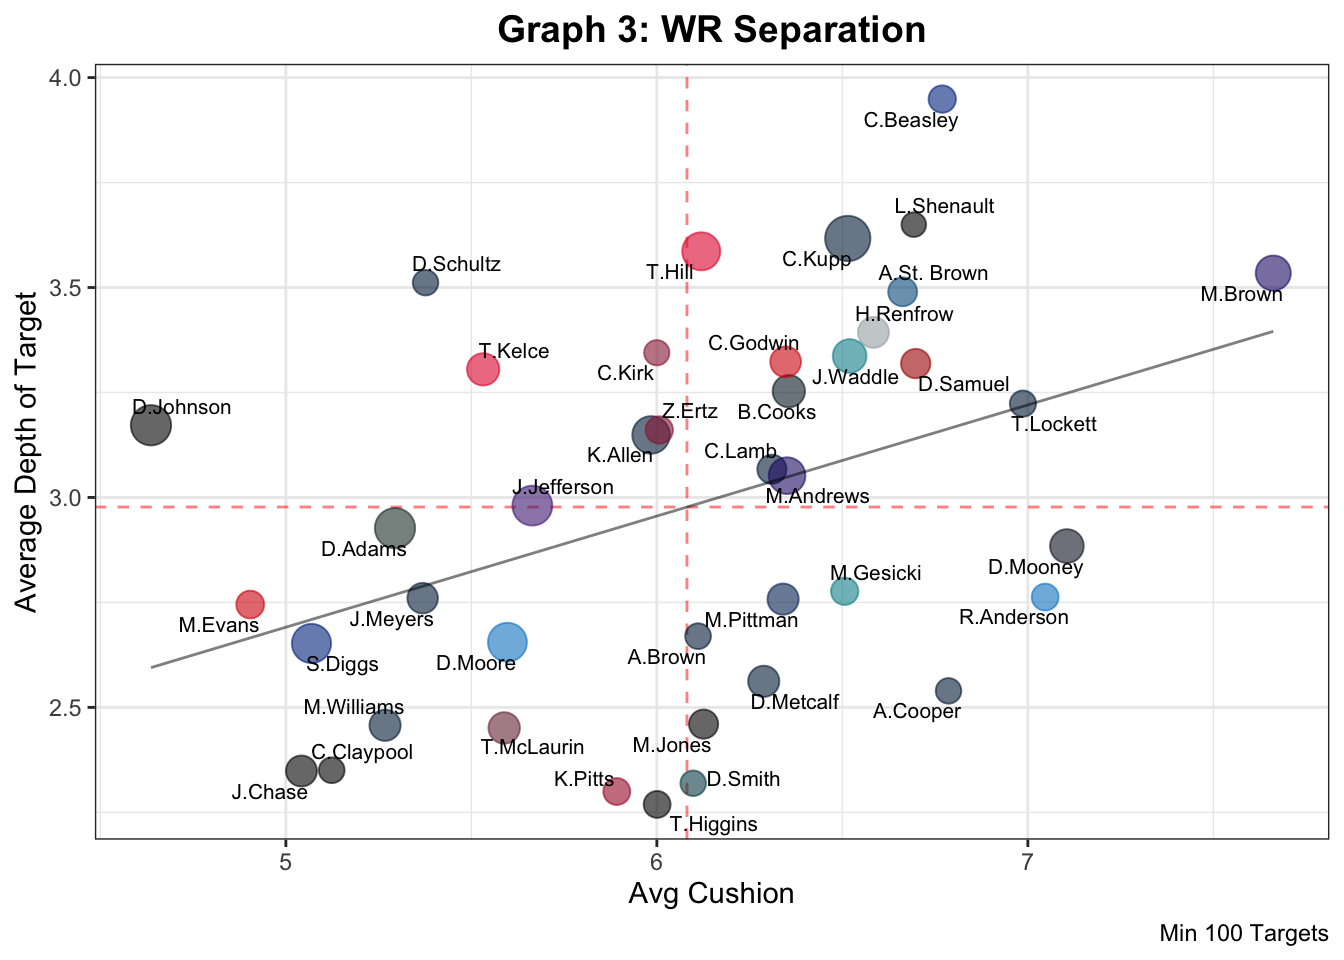 Graph 3: WR Separation
4.0
C.Beasley
L.Shenault
T.Hill
C.Kupp
D.Schultz
A.St. Brown
3.5
M.Brown
H.Renfrow
C.Godwin
T.Kelce
C.Kirk
J.Waddle
D.Samuel
D.Johnson
Z.Ertz
B.Cooks
T.Lockett
K.Allen
C.Lamb
J.Jefferson
M.Andrews
3.0
D.Adams
D.Mooney
M.Gesicki
M.Evans
J.Meyers
M.Pittman
R.Anderson
S.Diggs
D.Moore
A.Brown
D.Metcalf
A.Cooper
M.Williams
2.5
T.McLaurin
M.Jones
C.Claypool
J.Chase
K.Pitts
D.Smith
T.Higgins
Average Depth of Target
5
6
7
Avg Cushion
Min 100 Targets